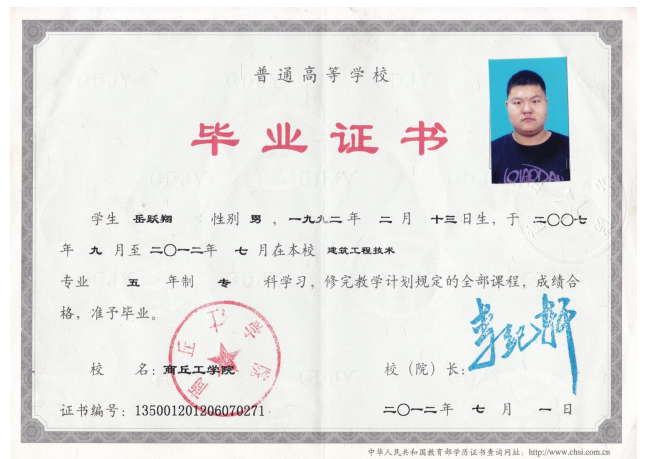 普通高等学校
毕业证书
学生 岳跃翔 性别 男，一九九二年 二 月 十三日生，于 二〇〇七
年 九 月至 二〇一二年 七 月在本校 建筑工程技术
专业 五 年制 专 科学习，修完教学计划规定的全部课程，成绩合
格，准予毕业。
校 名：商丘工学院
校（院）长：
证书编号：135001201206070271
二〇一二年 七 月 一 日
中华人民共和国教育部学历证书查询网址：http://www.chsi.com.cn